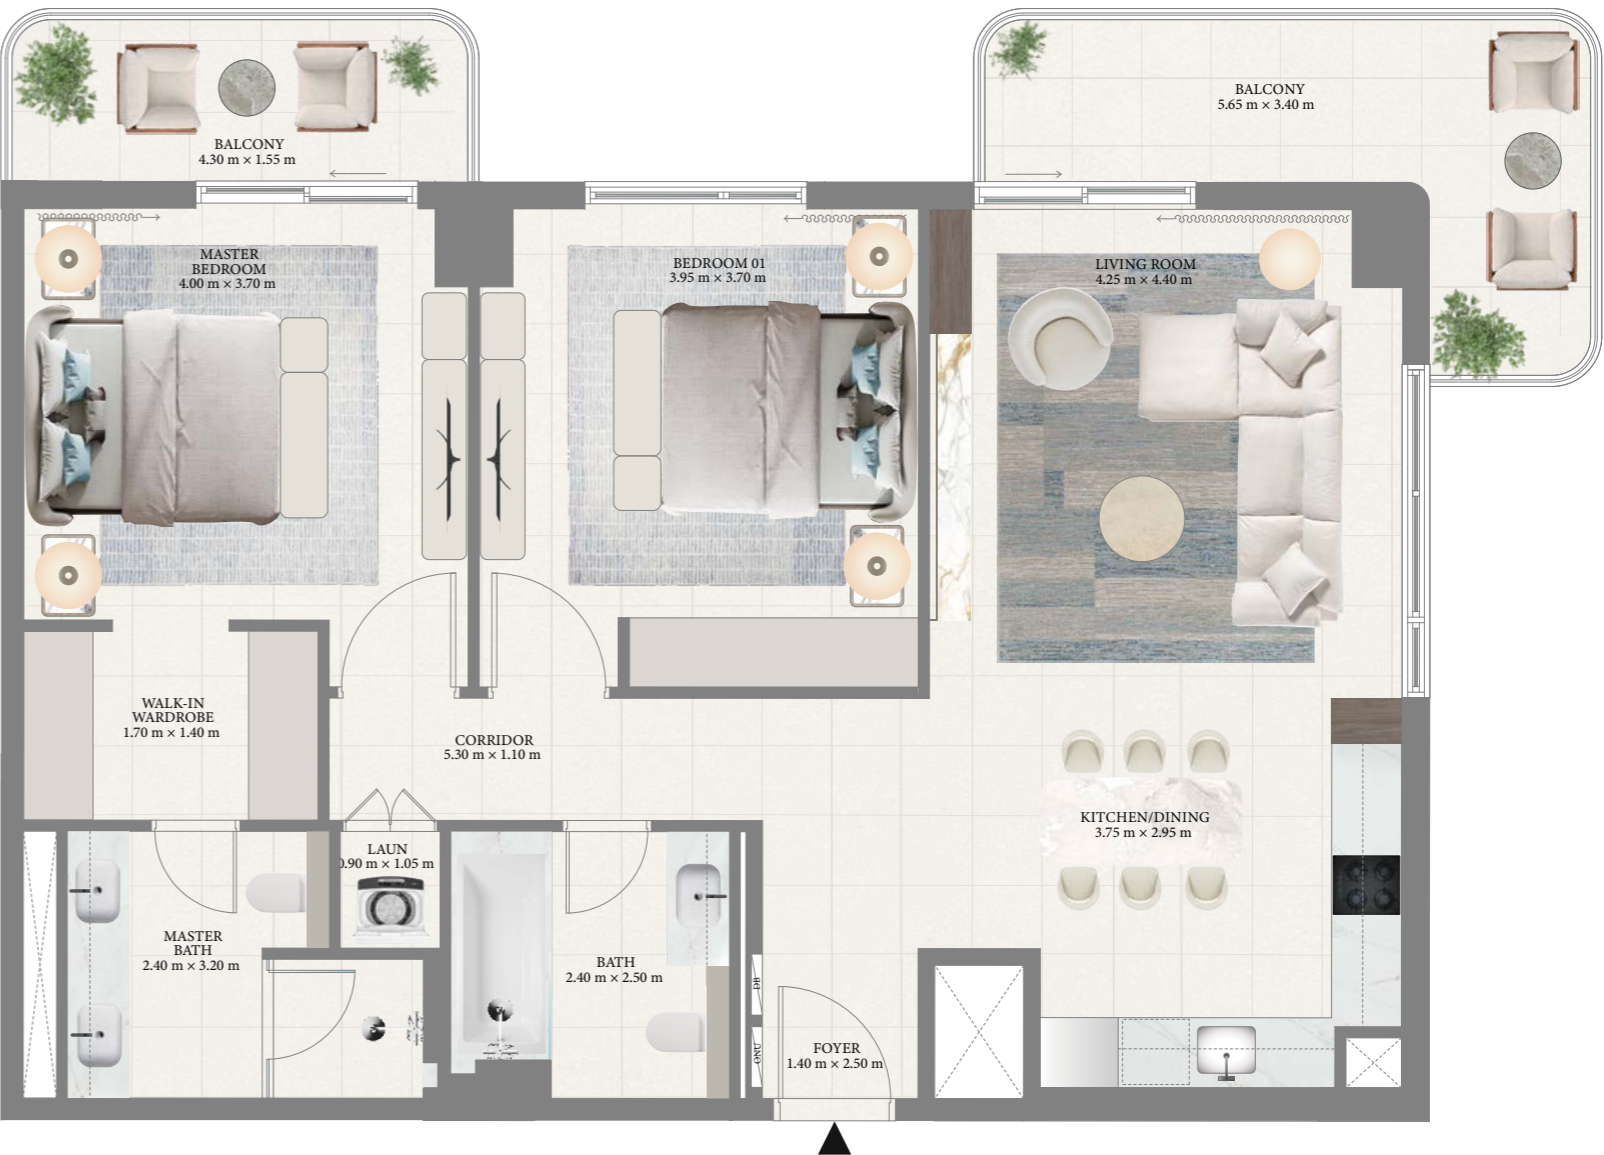 BALCONY
4.30 m × 1.55 m
BALCONY
5.65 m × 3.40 m
MASTER
BEDROOM
4.00 m × 3.70 m
BEDROOM 01
3.95 m × 3.70 m
LIVING ROOM
4.25 m × 4.40 m
WALK-IN
WARDROBE
1.70 m × 1.40 m
CORRIDOR
5.30 m × 1.10 m
KITCHEN/DINING
3.75 m × 2.95 m
LAUN
0.90 m × 1.05 m
MASTER
BATH
2.40 m × 3.20 m
BATH
2.40 m × 2.50 m
DB
ONU
FOYER
1.40 m × 2.50 m